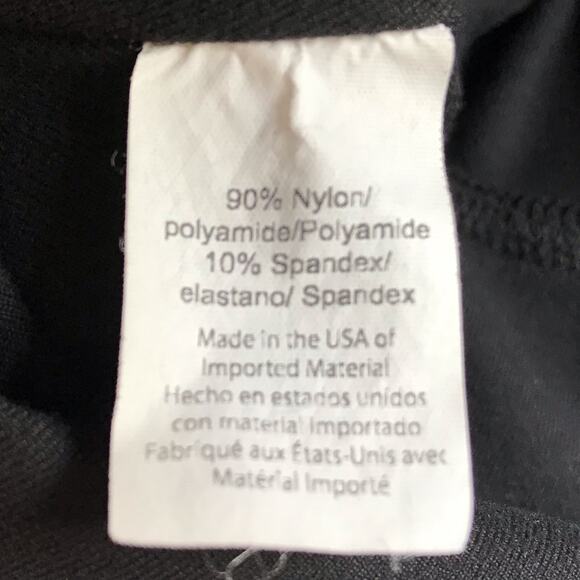 90% Nylon/
polyamide/Polyamide
10% Spandex/
elastano/ Spandex
Made in the USA of
Imported Material
Hecho en estados unidos
con material importado
Fabriqué aux États-Unis avec
Matérial Importé